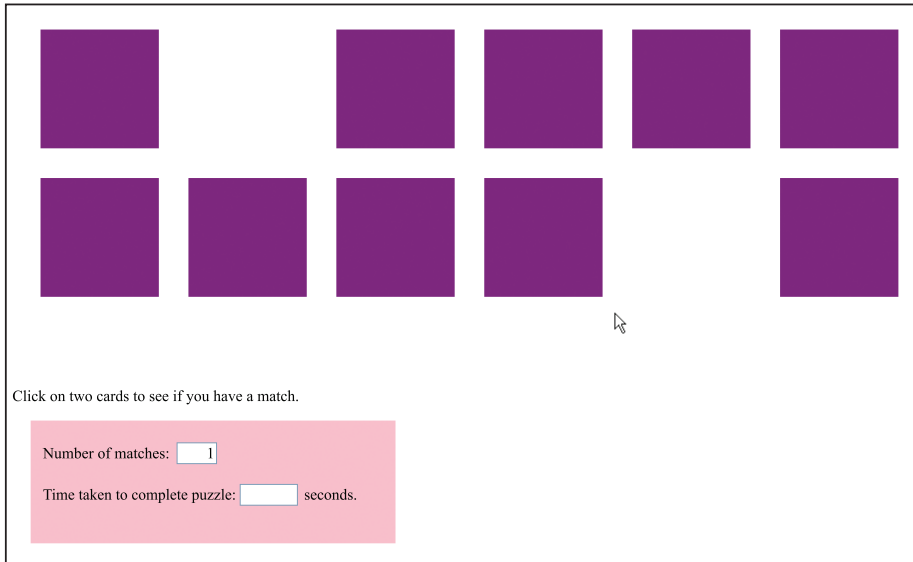 Click on two cards to see if you have a match.
Number of matches: 1
Time taken to complete puzzle: seconds.